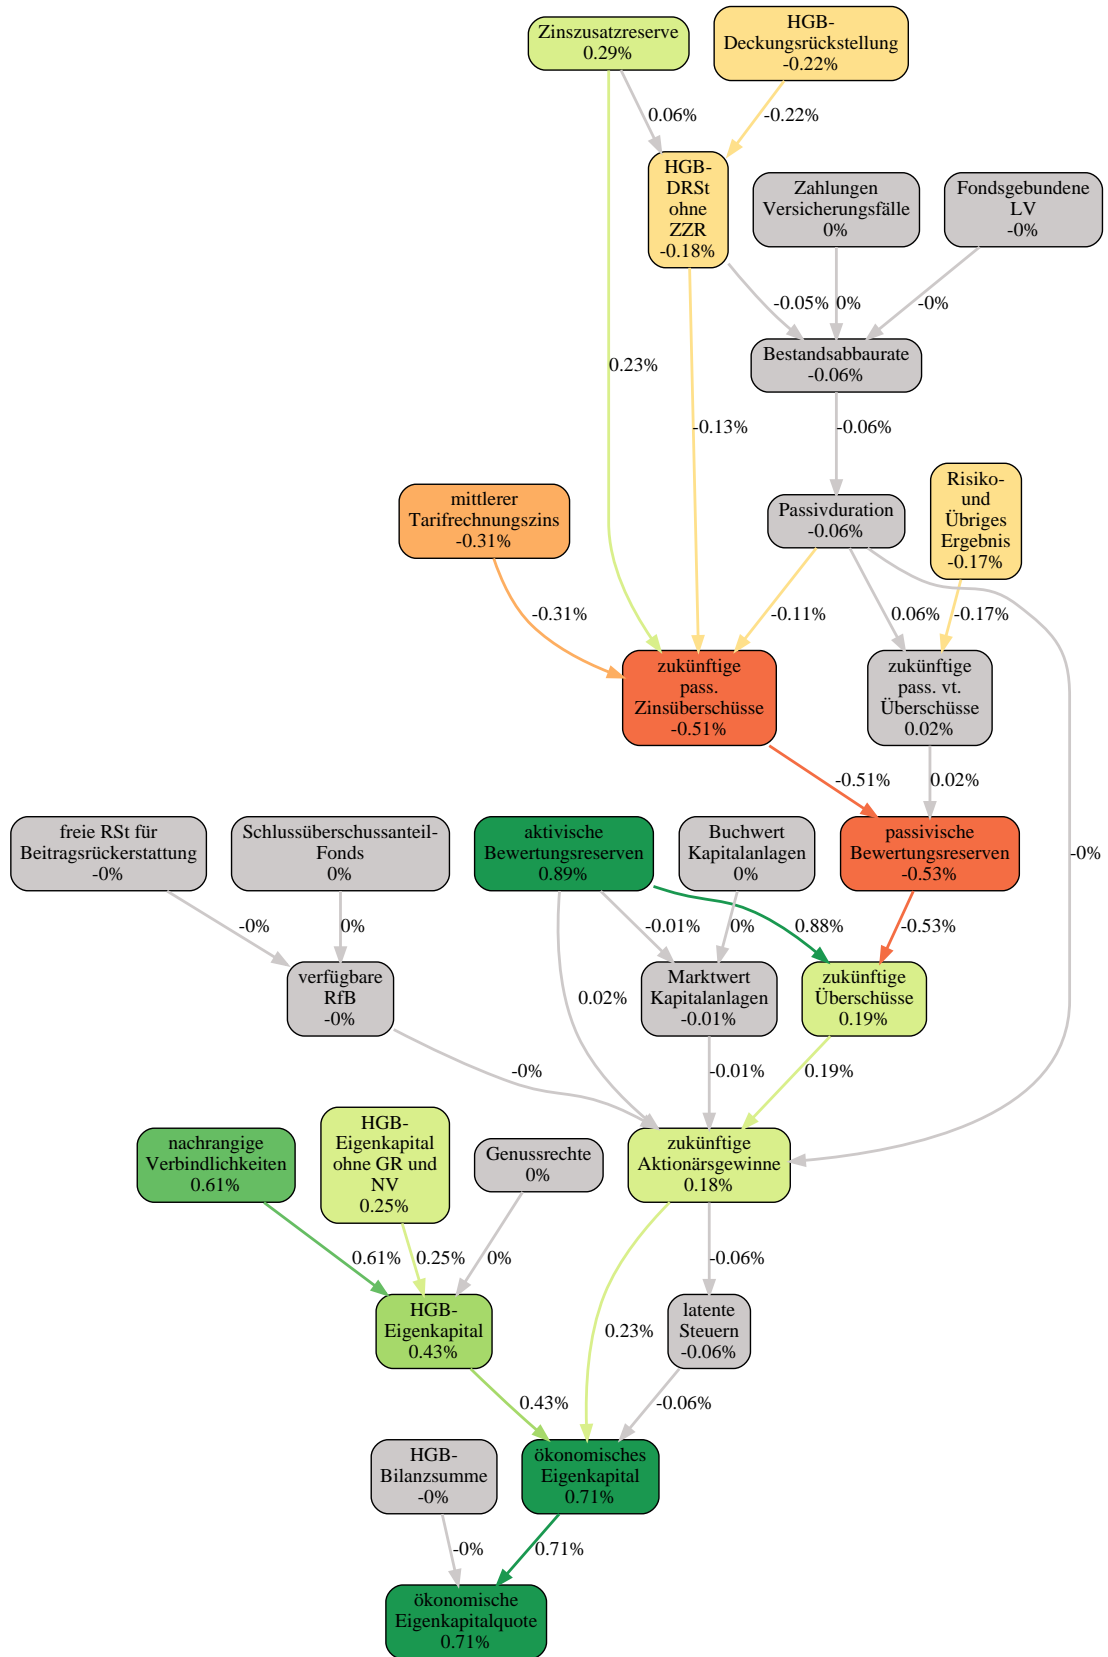 Zinszusatzreserve
0.29%
HGB-
Deckungsrückstellung
-0.22%
0.06%
-0.22%
HGB-
DRSt
ohne
ZZR
-0.18%
Zahlungen
Versicherungsfälle
0%
Fondsgebundene
LV
-0%
-0.05%
0%
-0%
0.23%
Bestandsabbaurate
-0.06%
-0.13%
-0.06%
mittlerer
Tarifrechnungszins
-0.31%
Passivduration
-0.06%
Risiko-
und
Übriges
Ergebnis
-0.17%
-0.31%
-0.11%
0.06%
-0.17%
zukünftige
pass.
Zinsüberschüsse
-0.51%
zukünftige
pass. vt.
Überschüsse
0.02%
-0.51%
0.02%
freie RSt für
Beitragsrückerstattung
-0%
Schlussüberschussanteil-
Fonds
0%
aktivische
Bewertungsreserven
0.89%
Buchwert
Kapitalanlagen
0%
passivische
Bewertungsreserven
-0.53%
-0%
-0%
0%
-0.01%
0%
0.88%
-0.53%
verfügbare
RfB
-0%
0.02%
Marktwert
Kapitalanlagen
-0.01%
zukünftige
Überschüsse
0.19%
-0%
-0.01%
0.19%
nachrangige
Verbindlichkeiten
0.61%
HGB-
Eigenkapital
ohne GR und
NV
0.25%
Genussrechte
0%
zukünftige
Aktionärsgewinne
0.18%
0.61%
0.25%
0%
-0.06%
HGB-
Eigenkapital
0.43%
0.23%
latente
Steuern
-0.06%
0.43%
-0.06%
HGB-
Bilanzsumme
-0%
ökonomisches
Eigenkapital
0.71%
-0%
0.71%
ökonomische
Eigenkapitalquote
0.71%